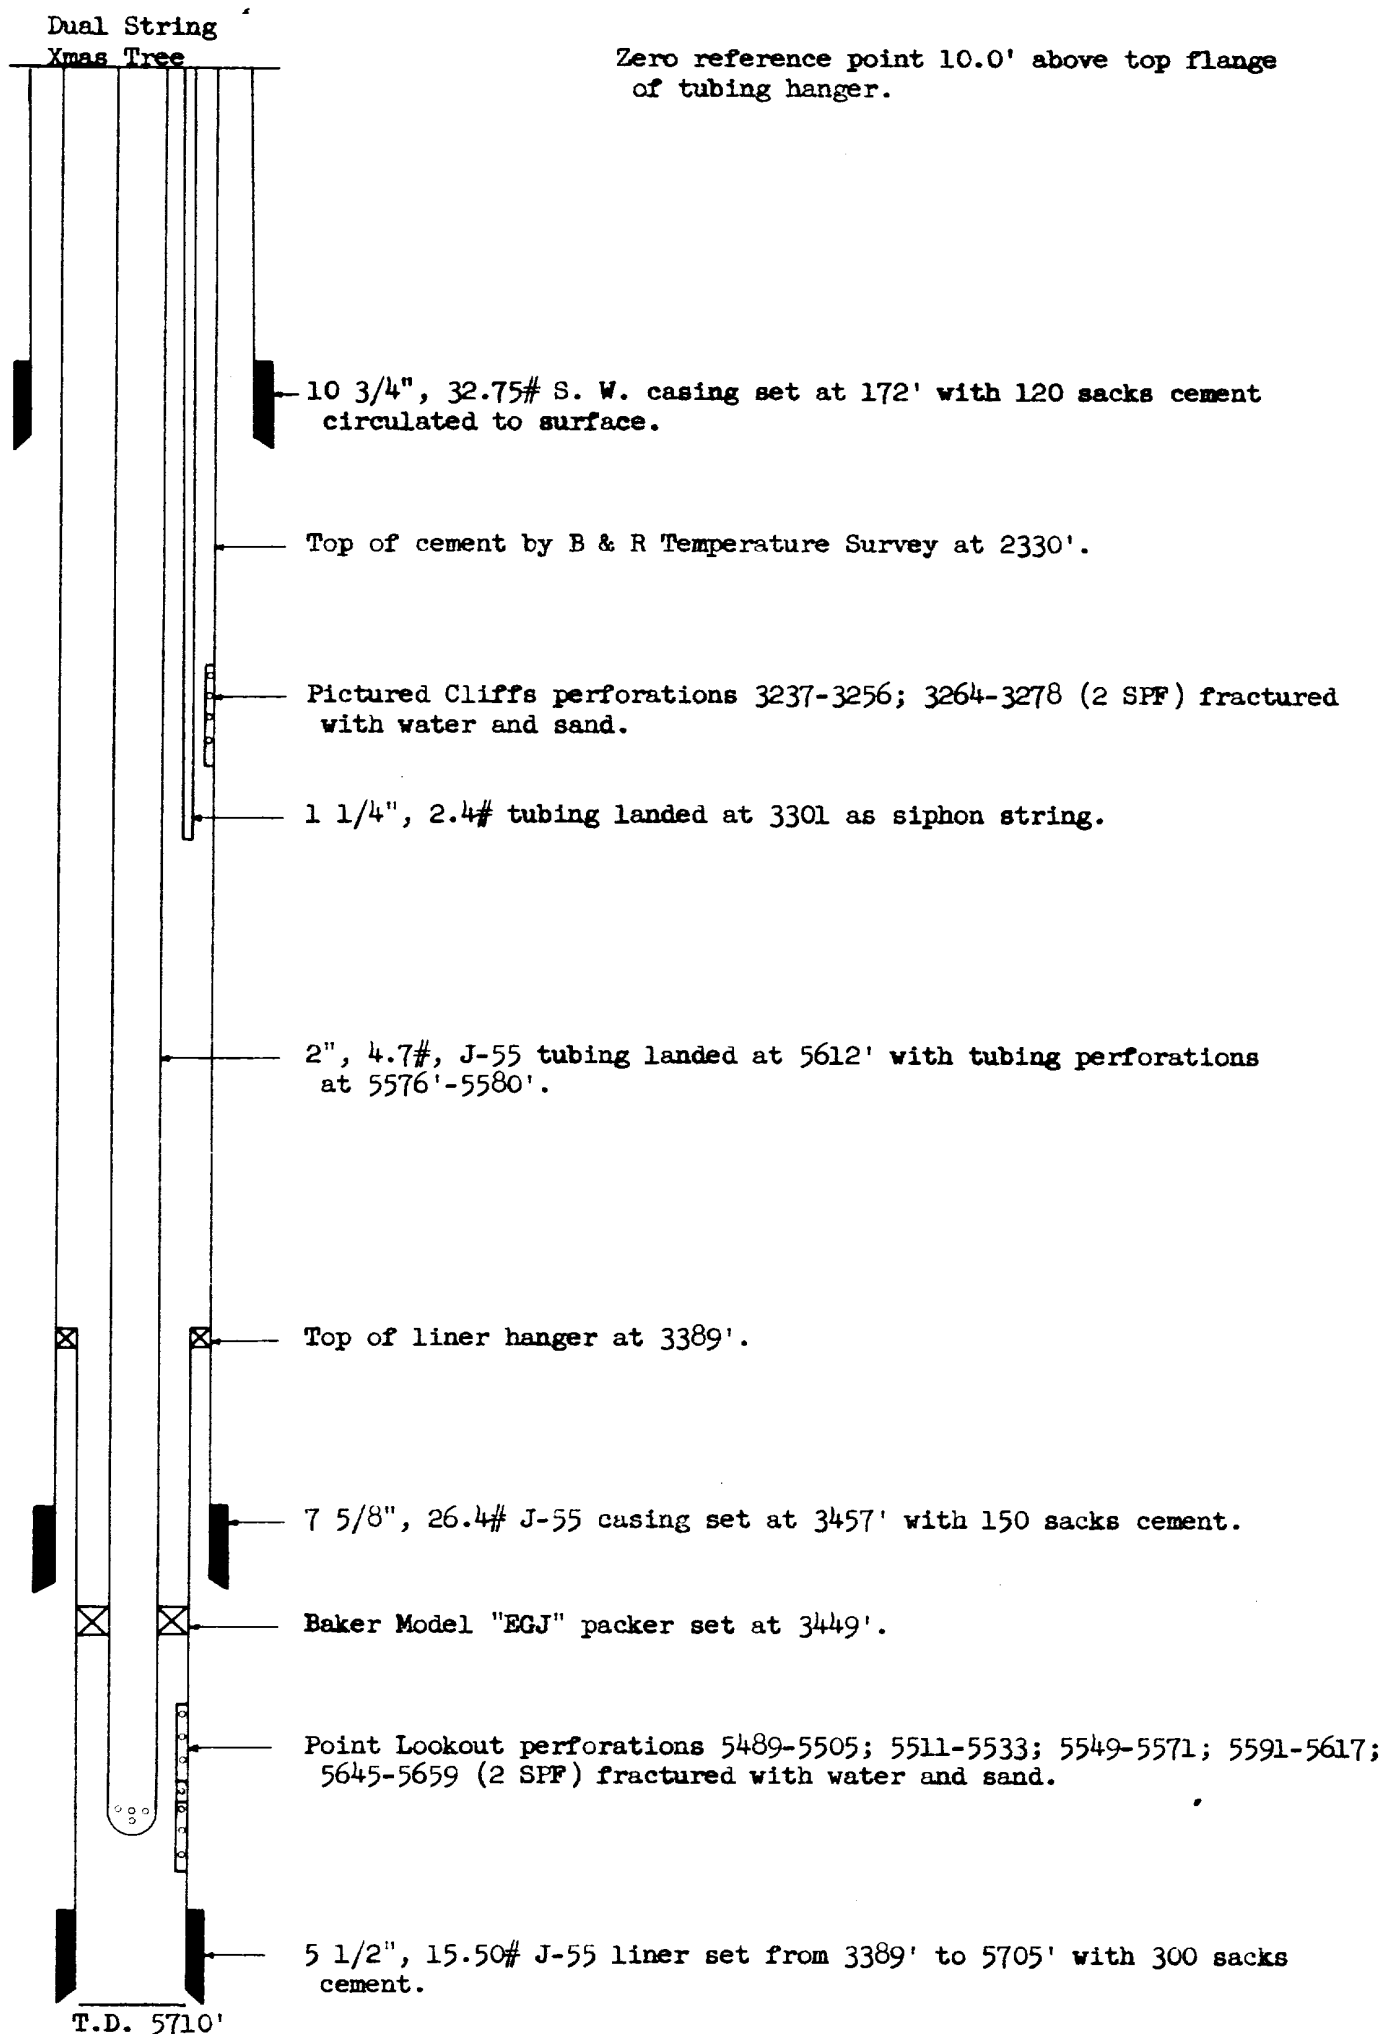 Dual String
Xmas Tree
Zero reference point 10.0' above top flange
of tubing hanger.
10 3/4", 32.75# S. W. casing set at 172' with 120 sacks cement
circulated to surface.
Top of cement by B & R Temperature Survey at 2330'.
Pictured Cliffs perforations 3237-3256; 3264-3278 (2 SPF) fractured
with water and sand.
1 1/4", 2.4# tubing landed at 3301 as siphon string.
2", 4.7#, J-55 tubing landed at 5612' with tubing perforations
at 5576'-5580'.
Top of liner hanger at 3389'.
7 5/8", 26.4# J-55 casing set at 3457' with 150 sacks cement.
Baker Model "EGJ" packer set at 3449'.
Point Lookout perforations 5489-5505; 5511-5533; 5549-5571; 5591-5617;
5645-5659 (2 SPF) fractured with water and sand.
5 1/2", 15.50# J-55 liner set from 3389' to 5705' with 300 sacks
cement.
T.D. 5710'